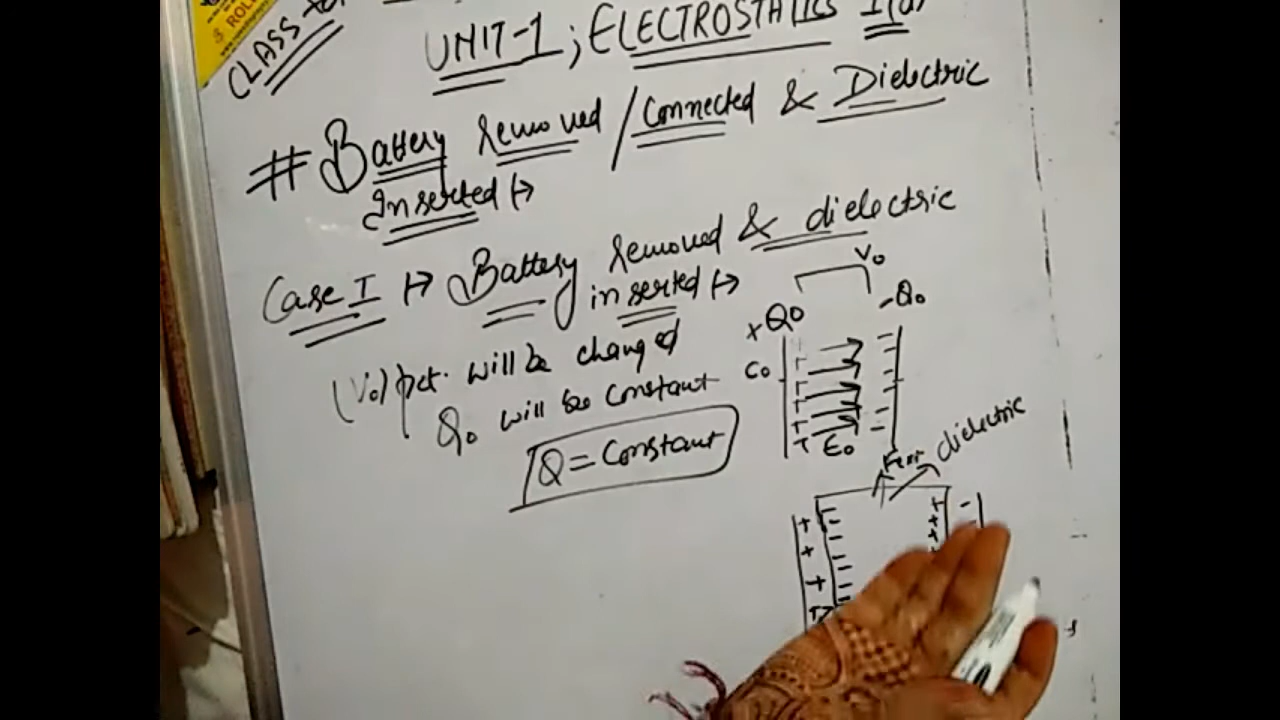 CLASS
UNIT-1; ELECTROSTATICS
# Battery removed / Connected & Dielectric
Inserted :→
Case I :→ Battery removed & dielectric
inserted :→
(V₀) pot. will be changed
Q₀ will be constant
Q = Constant
V₀
+Q₀ -Q₀
C₀
E₀
dielectric